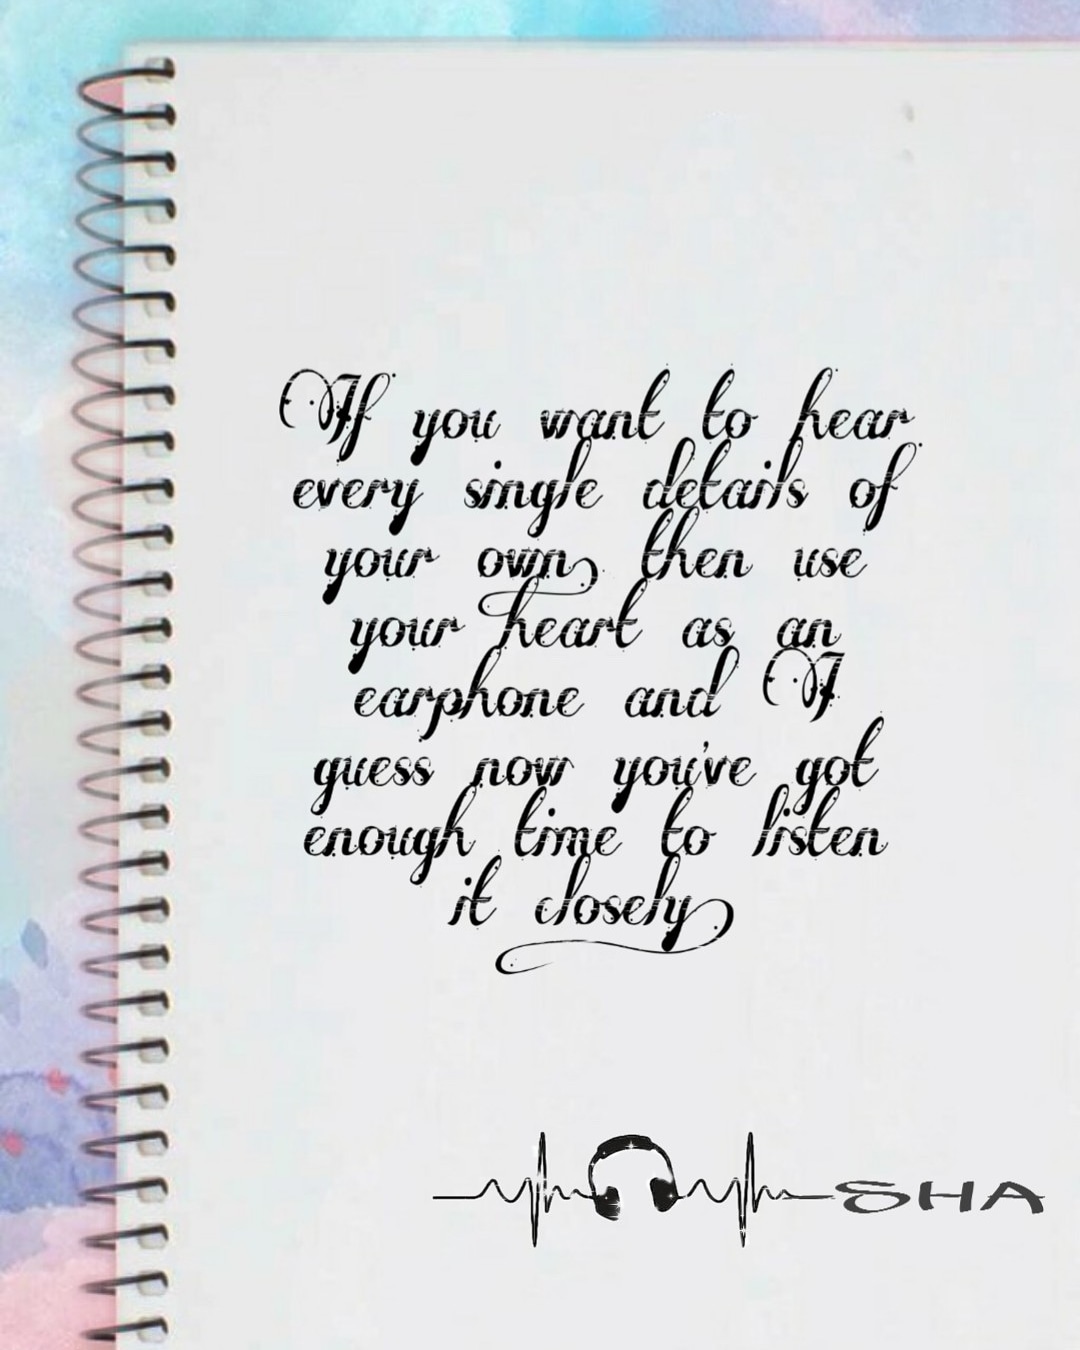 If you want to hear
every single details of
your own, then use
your heart as an
earphone and I
guess now you've got
enough time to listen
it closely
SHA